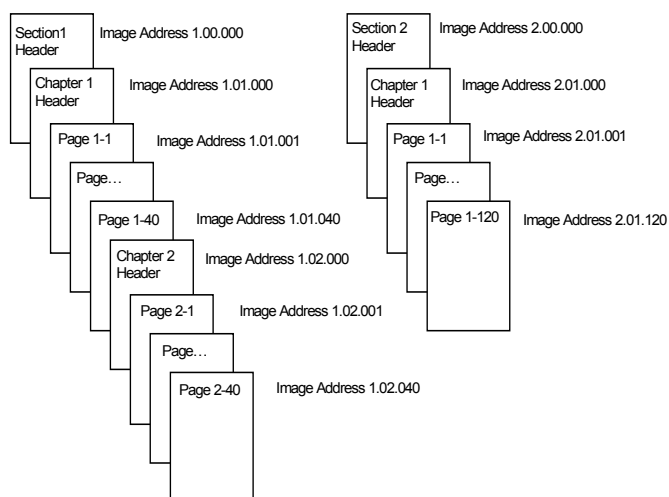 Section1
Header
Image Address 1.00.000
Chapter 1
Header
Image Address 1.01.000
Page 1-1
Image Address 1.01.001
Page…
Page 1-40
Image Address 1.01.040
Chapter 2
Header
Image Address 1.02.000
Page 2-1
Image Address 1.02.001
Page…
Page 2-40
Image Address 1.02.040
Section 2
Header
Image Address 2.00.000
Chapter 1
Header
Image Address 2.01.000
Page 1-1
Image Address 2.01.001
Page…
Page 1-120
Image Address 2.01.120